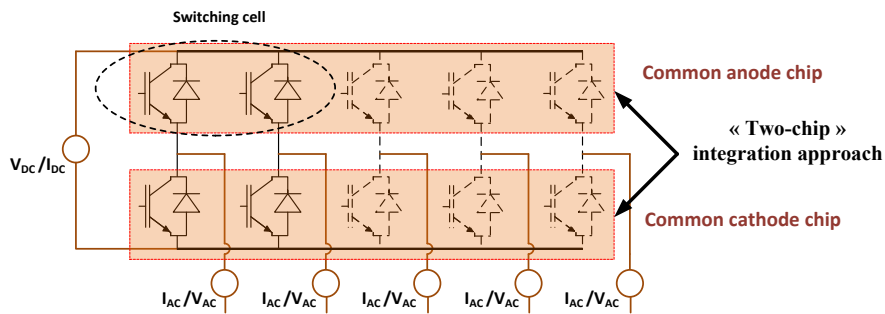 Switching cell
Common anode chip
« Two-chip »
integration approach
V_DC/I_DC
Common cathode chip
I_AC/V_AC
I_AC/V_AC
I_AC/V_AC
I_AC/V_AC
I_AC/V_AC